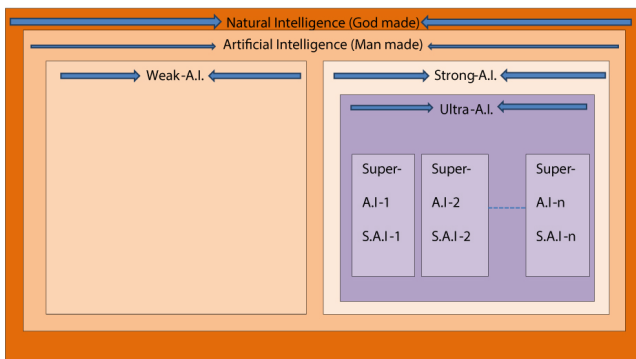 Natural Intelligence (God made)
Artificial Intelligence (Man made)
Weak-A.I.
Strong-A.I.
Ultra-A.I.
Super-
A.I-1
S.A.I-1
Super-
A.I-2
S.A.I-2
Super-
A.I-n
S.A.I-n